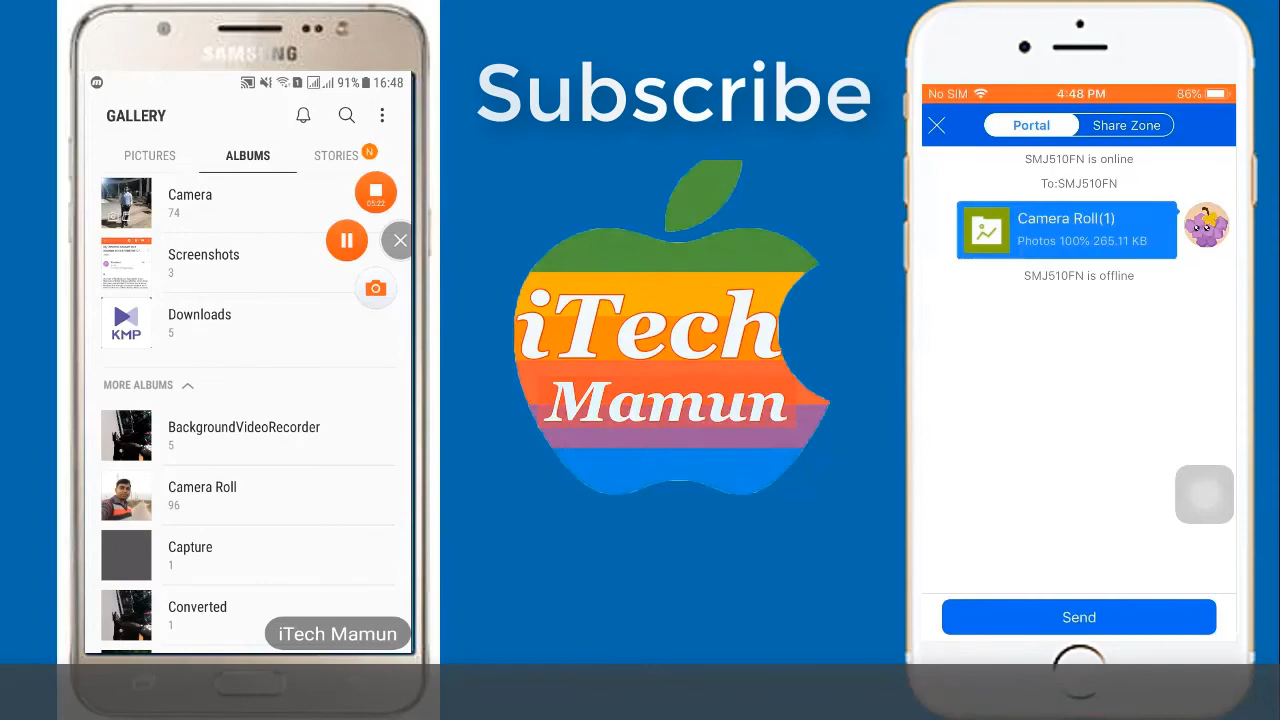 SAMSUNG
91% 16:48
GALLERY
PICTURES
ALBUMS
STORIES N
Camera
74
05:22
Screenshots
3
Downloads
5
KMP
MORE ALBUMS
BackgroundVideoRecorder
5
Camera Roll
96
Capture
1
Converted
1
iTech Mamun
Subscribe
iTech
Mamun
No SIM
4:48 PM
86%
Portal
Share Zone
SMJ510FN is online
To:SMJ510FN
Camera Roll(1)
Photos 100% 265.11 KB
SMJ510FN is offline
Send